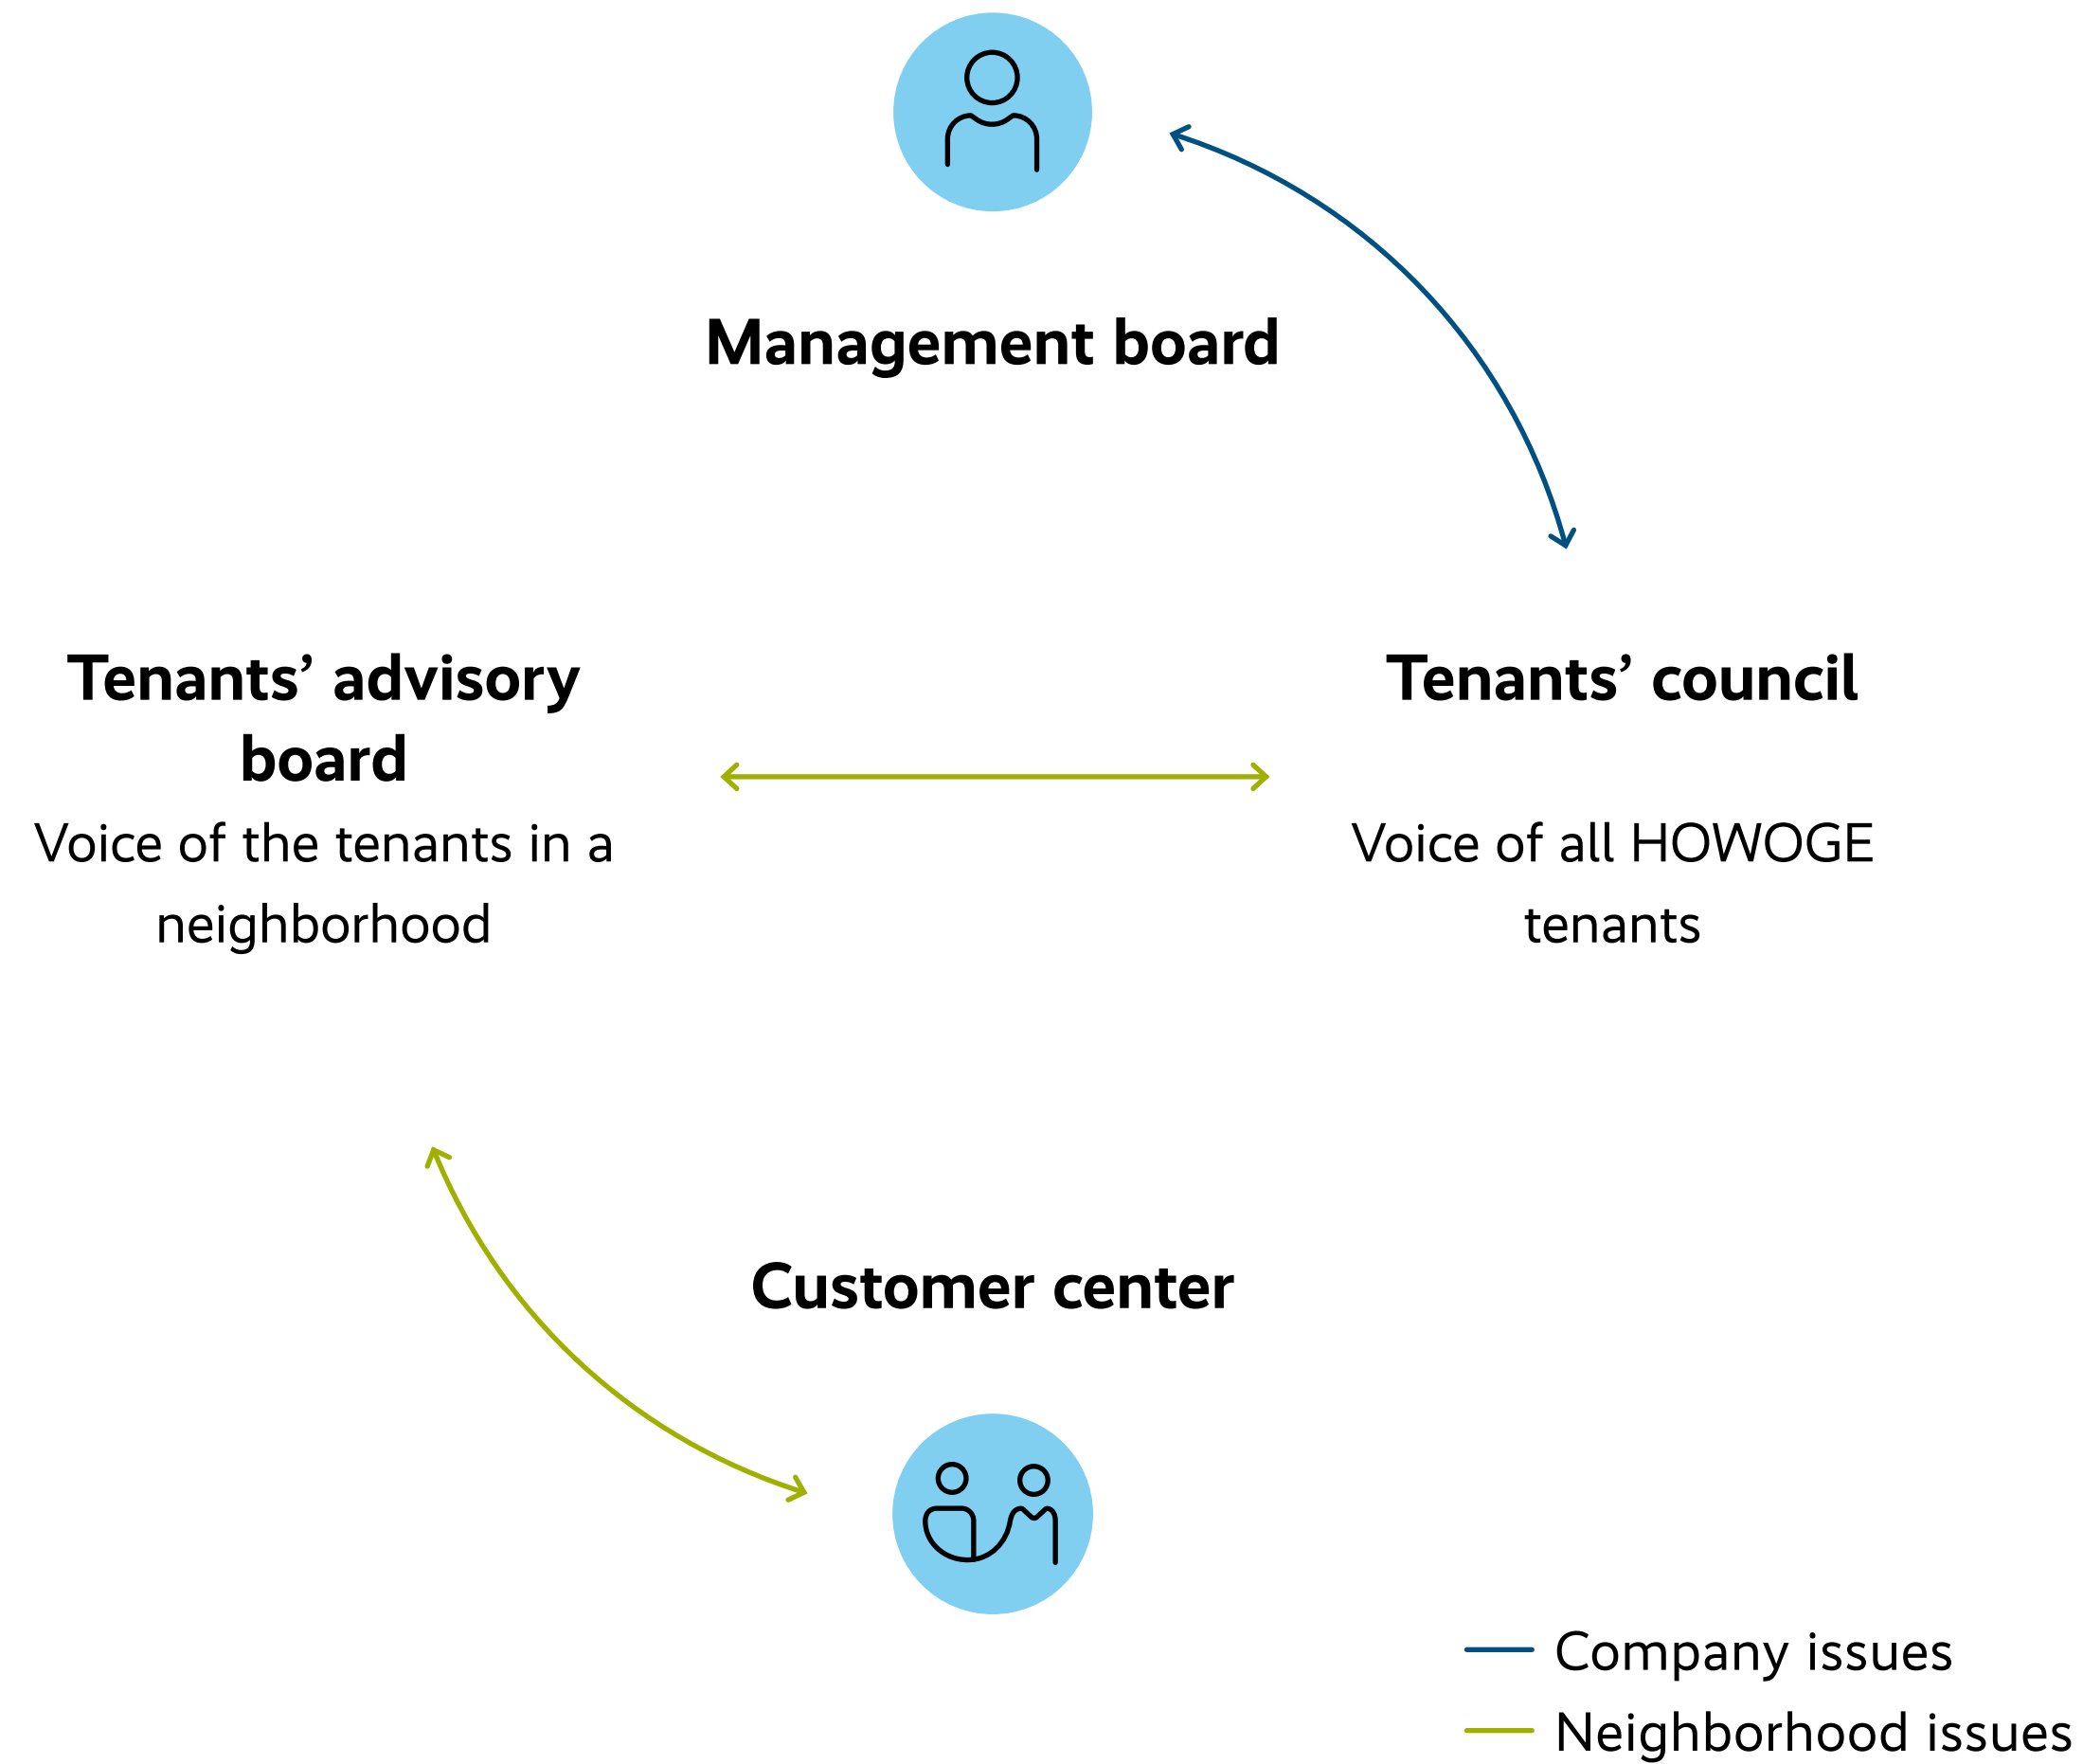 Management board
Tenants’ advisory
board
Voice of the tenants in a
neighborhood
Tenants’ council
Voice of all HOWOGE
tenants
Customer center
Company issues
Neighborhood issues